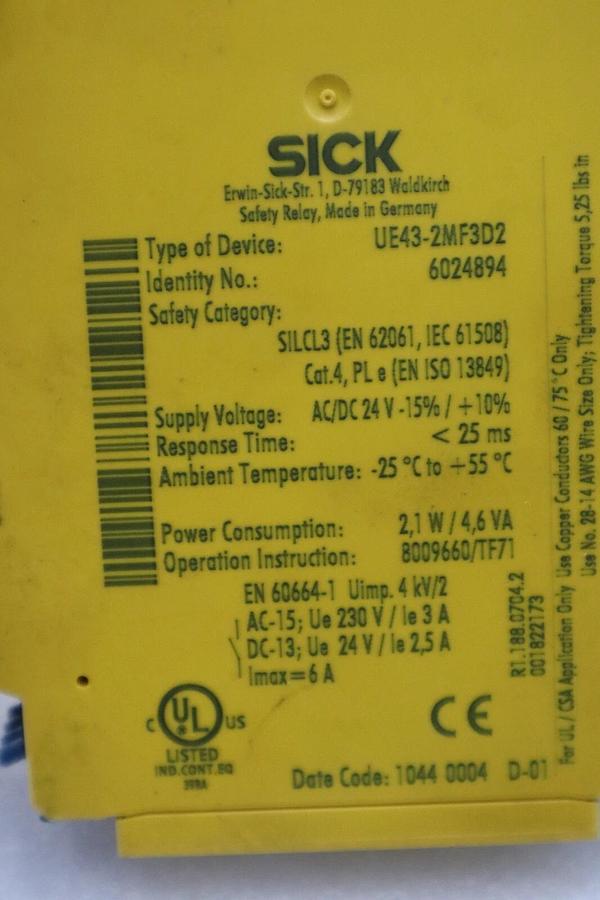 SICK
Erwin-Sick-Str. 1, D-79183 Waldkirch
Safety Relay, Made in Germany
Type of Device: UE43-2MF3D2
Identity No.: 6024894
Safety Category:
SILCL3 (EN 62061, IEC 61508)
Cat.4, PL e (EN ISO 13849)
Supply Voltage: AC/DC 24 V -15% / +10%
Response Time: < 25 ms
Ambient Temperature: -25 °C to +55 °C
Power Consumption: 2,1 W / 4,6 VA
Operation Instruction: 8009660/TF71
EN 60664-1 Uimp. 4 kV/2
AC-15; Ue 230 V / Ie 3 A
DC-13; Ue 24 V / Ie 2,5 A
Imax=6 A
R1.188.0704.2
001822173
For UL / CSA Application Only Use Copper Conductors 60 / 75 °C Only
Use No. 28-14 AWG Wire Size Only; Tightening Torque 5,25 lbs in
c UL US
LISTED
IND.CONT.EQ
CE
Date Code: 1044 0004 D-01